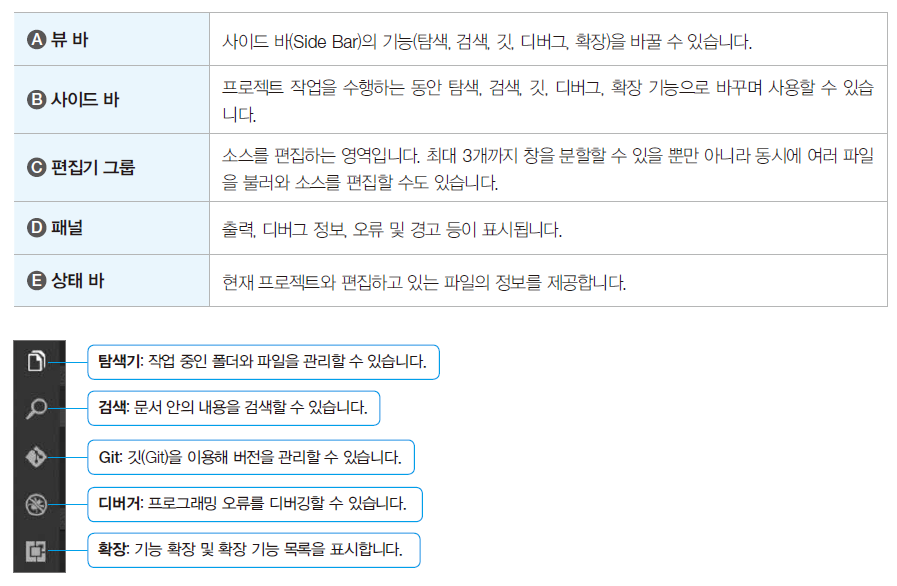 A 뷰 바
사이드 바(Side Bar)의 기능(탐색, 검색, 깃, 디버그, 확장)을 바꿀 수 있습니다.
B 사이드 바
프로젝트 작업을 수행하는 동안 탐색, 검색, 깃, 디버그, 확장 기능으로 바꾸며 사용할 수 있습
니다.
C 편집기 그룹
소스를 편집하는 영역입니다. 최대 3개까지 창을 분할할 수 있을 뿐만 아니라 동시에 여러 파일
을 불러와 소스를 편집할 수도 있습니다.
D 패널
출력, 디버그 정보, 오류 및 경고 등이 표시됩니다.
E 상태 바
현재 프로젝트와 편집하고 있는 파일의 정보를 제공합니다.
탐색기: 작업 중인 폴더와 파일을 관리할 수 있습니다.
검색: 문서 안의 내용을 검색할 수 있습니다.
Git: 깃(Git)을 이용해 버전을 관리할 수 있습니다.
디버거: 프로그래밍 오류를 디버깅할 수 있습니다.
확장: 기능 확장 및 확장 기능 목록을 표시합니다.